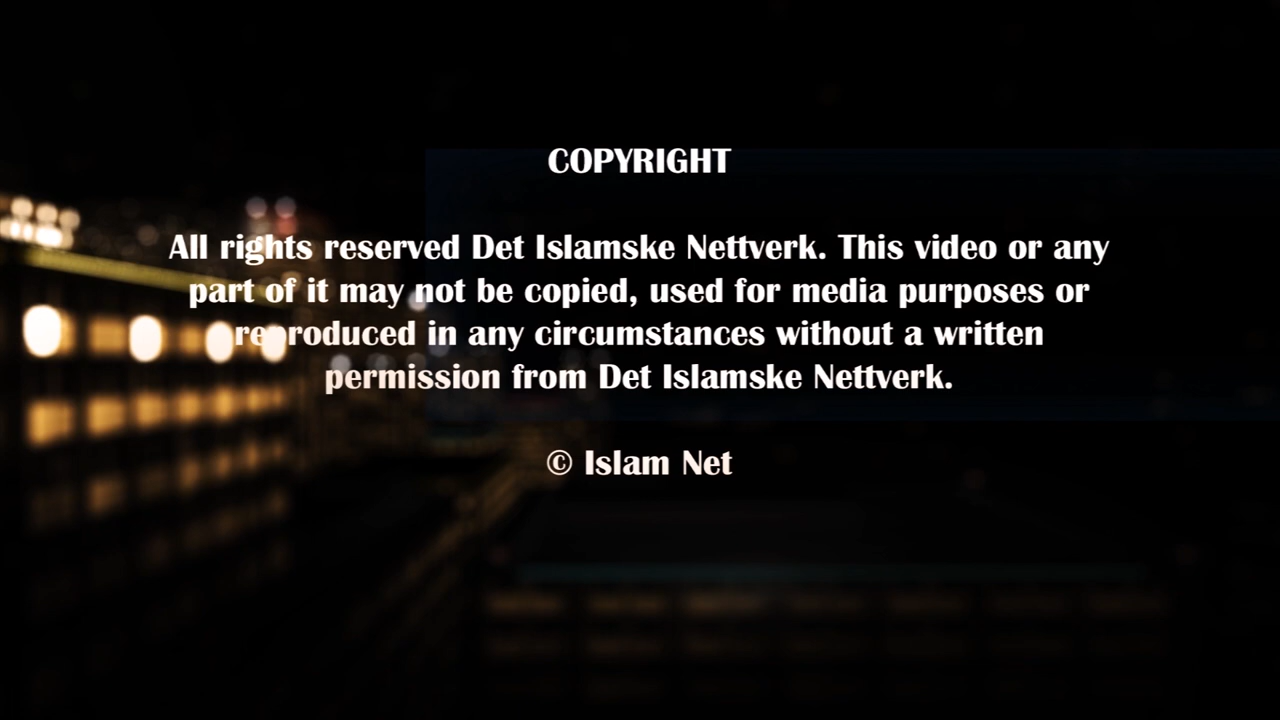 COPYRIGHT
All rights reserved Det Islamske Nettverk. This video or any
part of it may not be copied, used for media purposes or
reproduced in any circumstances without a written
permission from Det Islamske Nettverk.
© Islam Net